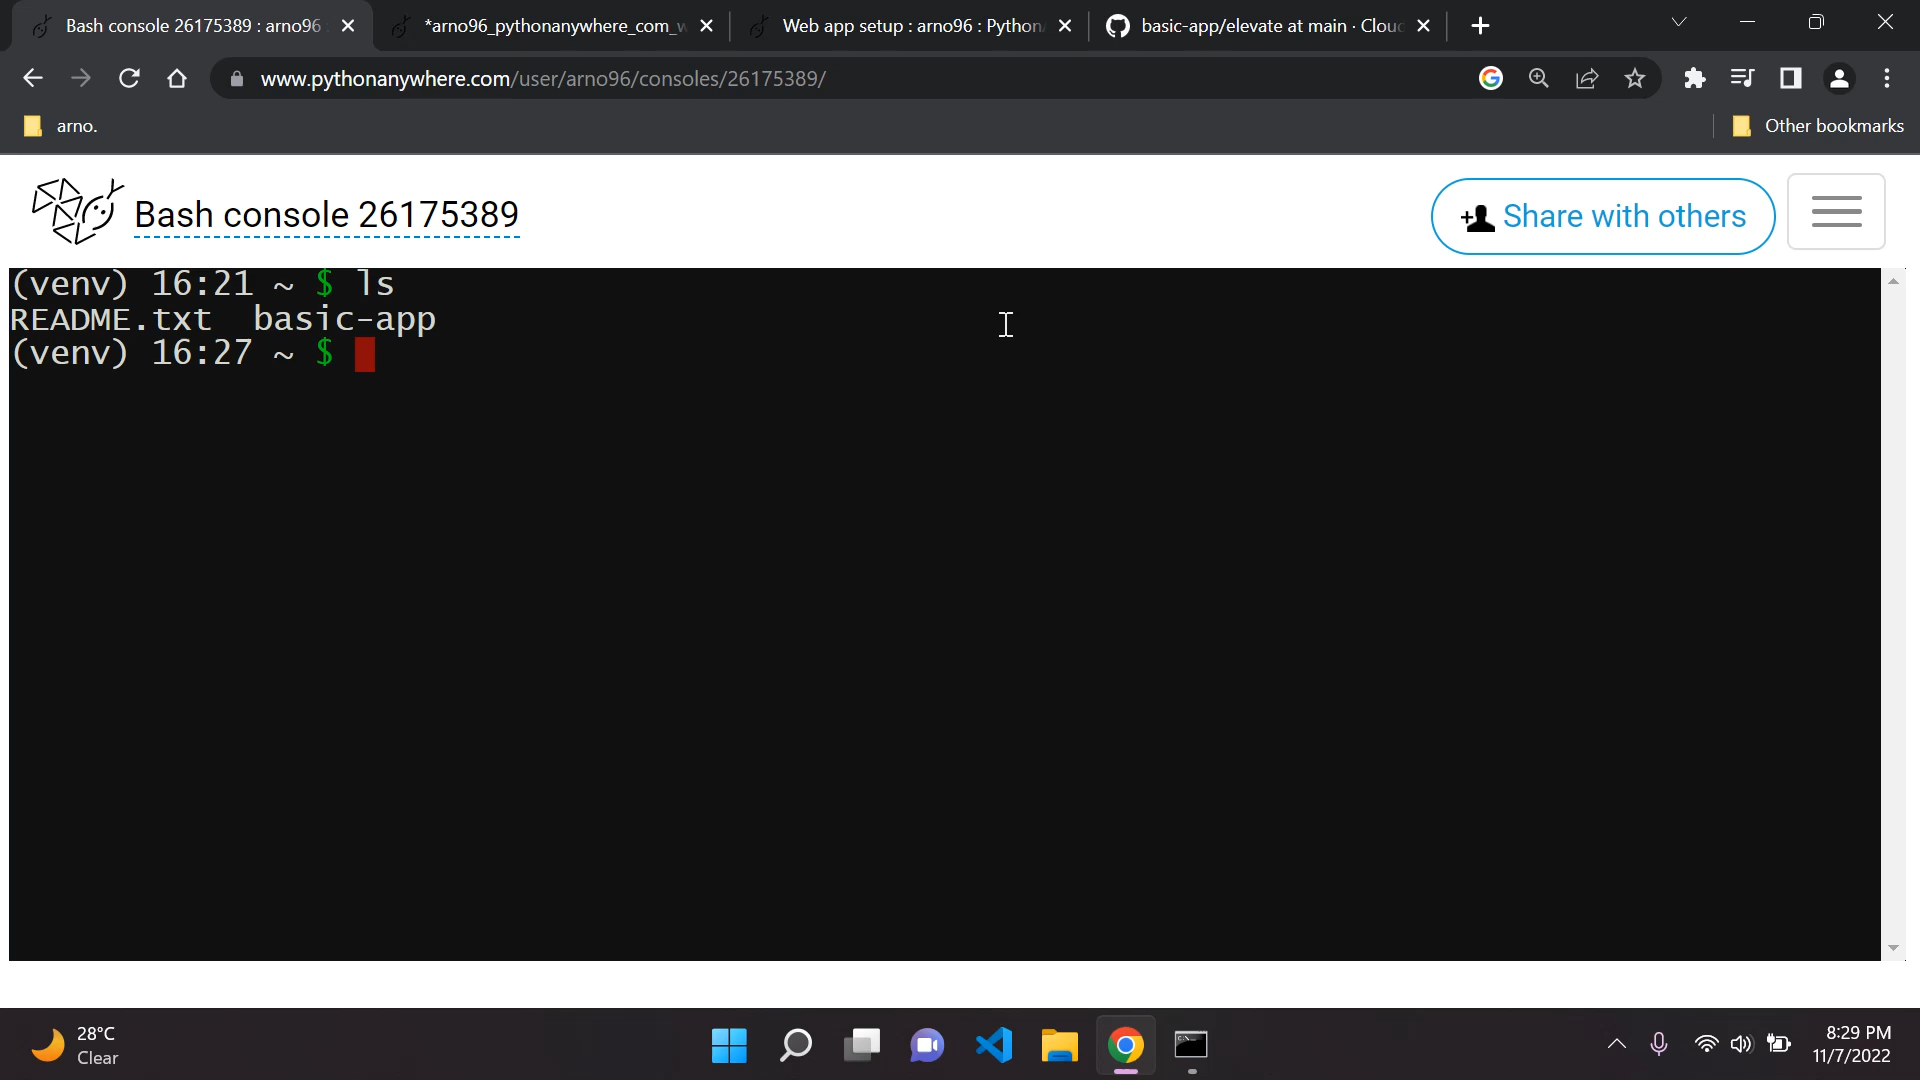 Bash console 26175389 : arno96 :
*arno96_pythonanywhere_com_w
Web app setup : arno96 : Python
basic-app/elevate at main · Clou
www.pythonanywhere.com/user/arno96/consoles/26175389/
arno.
Other bookmarks
Bash console 26175389
Share with others
(venv) 16:21 ~ $ ls
README.txt  basic-app
(venv) 16:27 ~ $
28°C
Clear
8:29 PM
11/7/2022